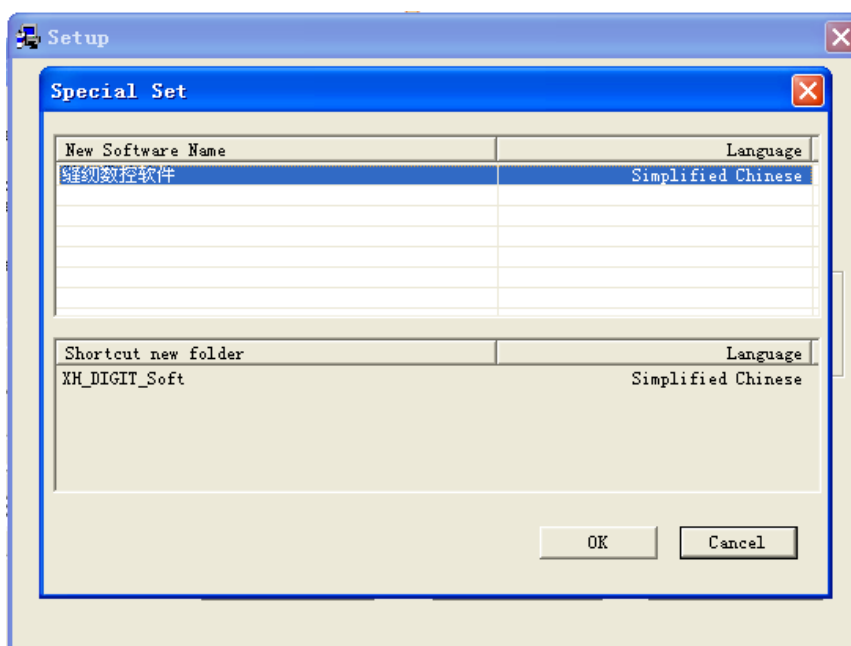 Setup
Special Set
New Software Name Language
缝纫数控软件 Simplified Chinese
Shortcut new folder Language
XH_DIGIT_Soft Simplified Chinese
OK Cancel